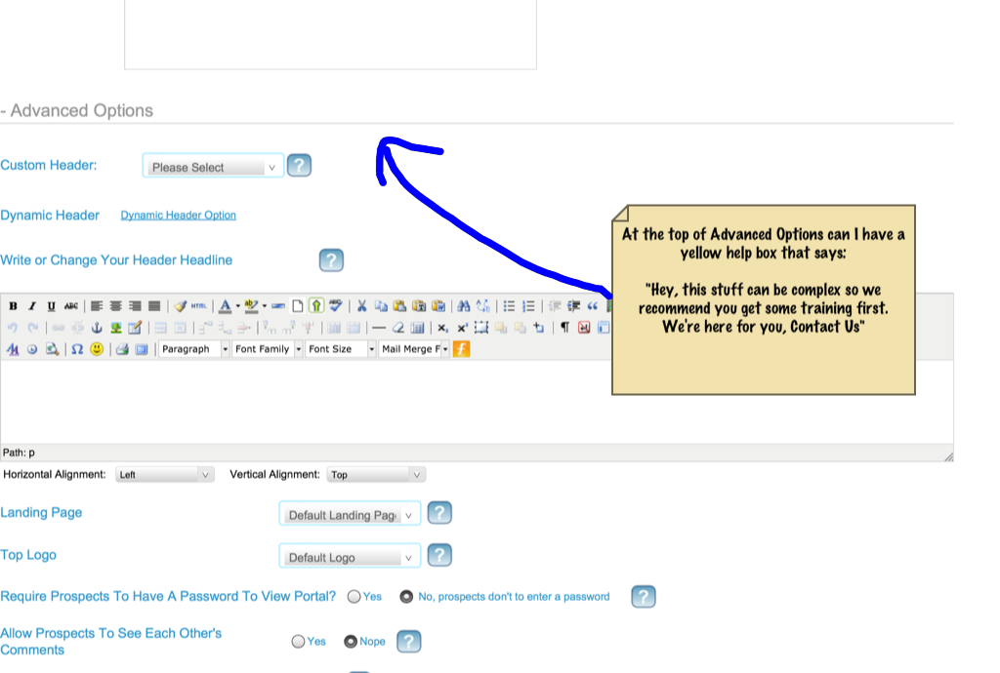 - Advanced Options
Custom Header: Please Select ?
Dynamic Header Dynamic Header Option
At the top of Advanced Options can I have a
yellow help box that says:
"Hey, this stuff can be complex so we
recommend you get some training first.
We're here for you, Contact Us"
Write or Change Your Header Headline ?
B I U ABC HTML A ab
Paragraph Font Family Font Size Mail Merge F
Path: p
Horizontal Alignment: Left Vertical Alignment: Top
Landing Page Default Landing Pag ?
Top Logo Default Logo ?
Require Prospects To Have A Password To View Portal? Yes No, prospects don't to enter a password ?
Allow Prospects To See Each Other's
Comments Yes Nope ?